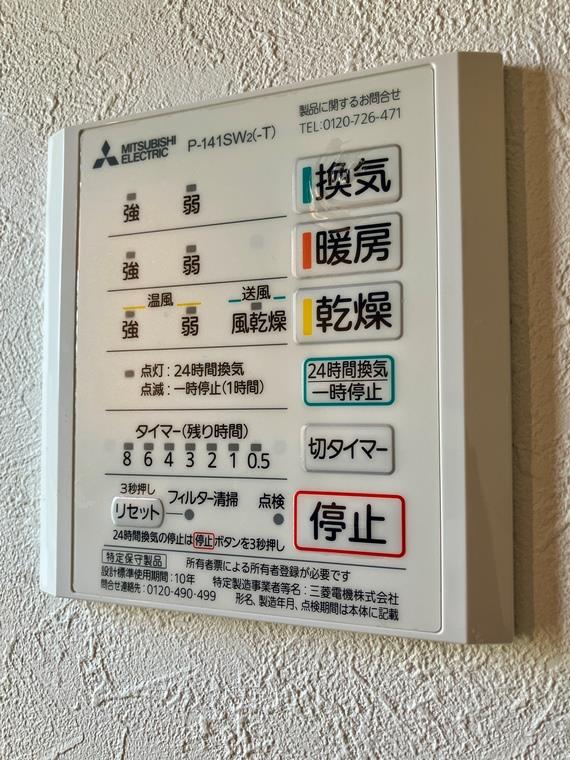 MITSUBISHI ELECTRIC P-141SW₂(-T)
製品に関するお問合せ
TEL:0120-726-471
強 弱 換気
強 弱 暖房
温風 送風
強 弱 風乾燥 乾燥
点灯：24時間換気
点滅：一時停止(1時間)
24時間換気
一時停止
タイマー(残り時間)
8 6 4 3 2 1 0.5
切タイマー
3秒押し
リセット フィルター清掃 点検
停止
24時間換気の停止は停止ボタンを3秒押し
特定保守製品 所有者票による所有者登録が必要です
設計標準使用期間：10年 特定製造事業者等名：三菱電機株式会社
問合せ連絡先：0120-490-499 形名、製造年月、点検期間は本体に記載